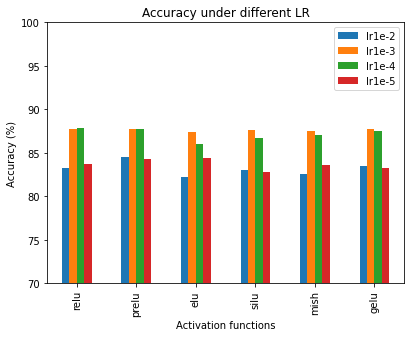 Accuracy under different LR
lr1e-2
lr1e-3
lr1e-4
lr1e-5
Accuracy (%)
100
95
90
85
80
75
70
relu
prelu
elu
silu
mish
gelu
Activation functions